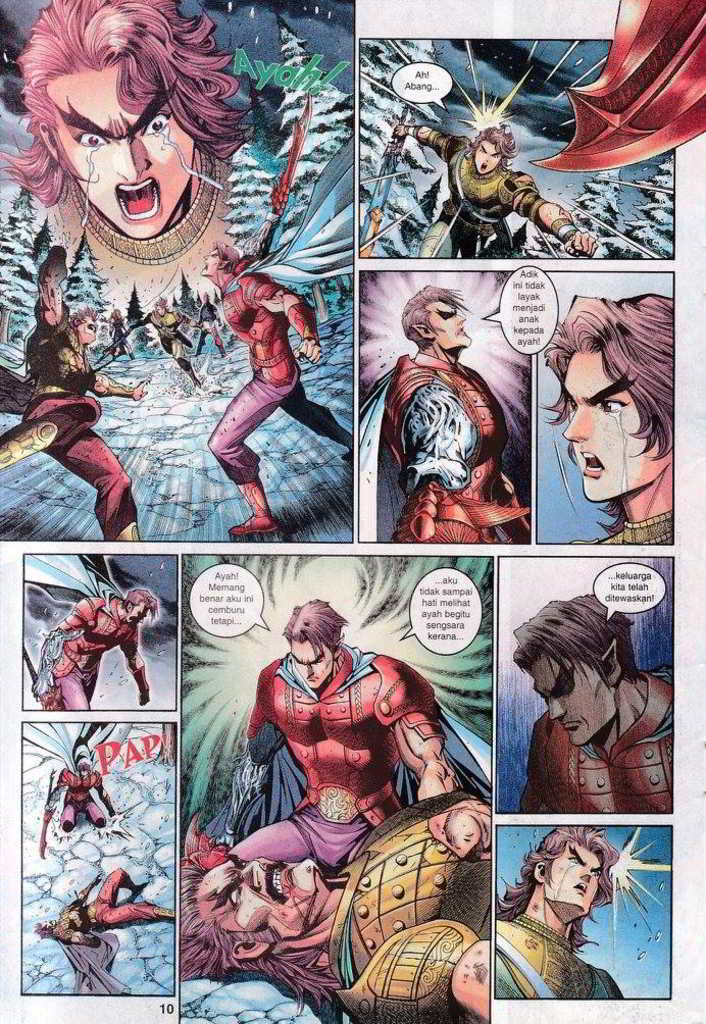 Ayah!
Ah!
Abang...
Adik
ini tidak
layak
menjadi
anak
kepada
ayah!
Ayah!
Memang
benar aku ini
cemburu
tetapi...
...aku
tidak sampai
hati melihat
ayah begitu
sengsara
kerana...
...keluarga
kita telah
ditewaskan!
PAP
10